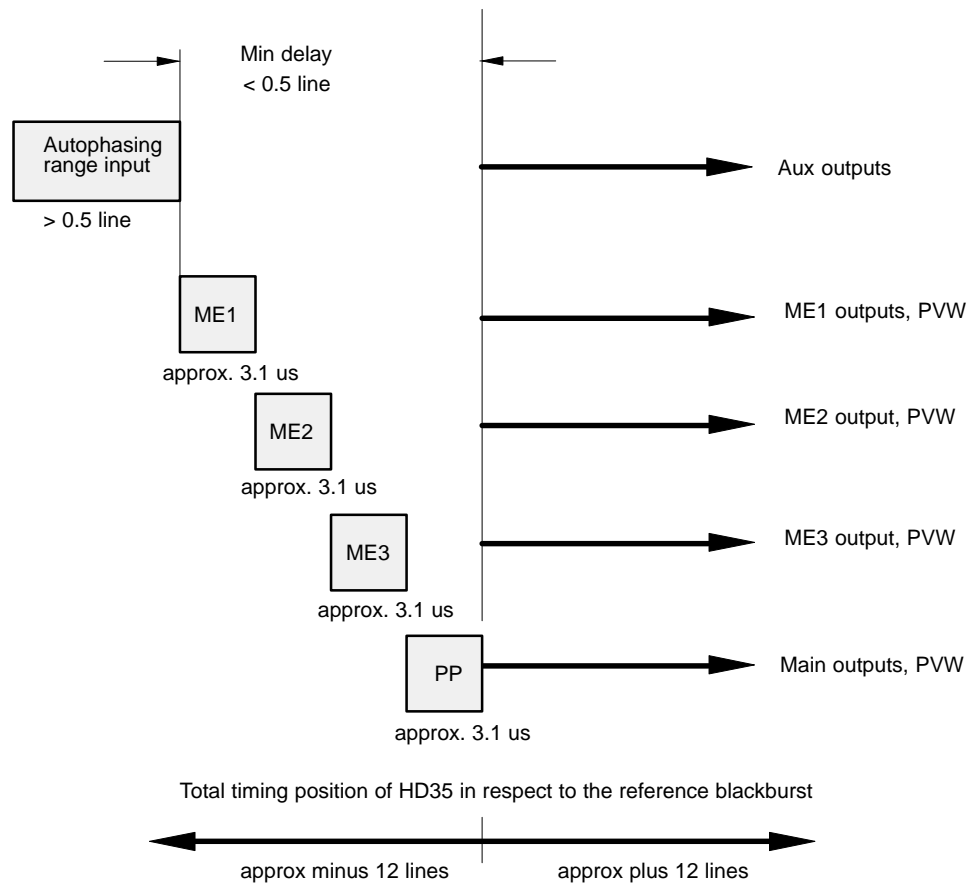 Min delay
< 0.5 line
Autophasing
range input
> 0.5 line
Aux outputs
ME1
approx. 3.1 us
ME1 outputs, PVW
ME2
approx. 3.1 us
ME2 output, PVW
ME3
approx. 3.1 us
ME3 output, PVW
PP
approx. 3.1 us
Main outputs, PVW
Total timing position of HD35 in respect to the reference blackburst
approx minus 12 lines
approx plus 12 lines